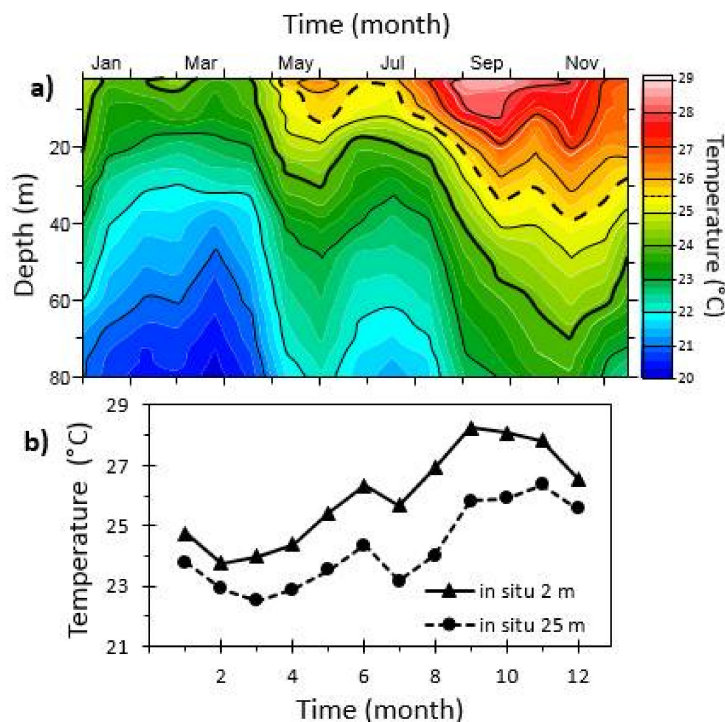 Time (month)
Jan Mar May Jul Sep Nov
a)
20
40
60
80
Depth (m)
29
28
27
26
25
24
23
22
21
20
Temperature (°C)
b)
29
27
25
23
21
Temperature (°C)
in situ 2 m
in situ 25 m
2 4 6 8 10 12
Time (month)